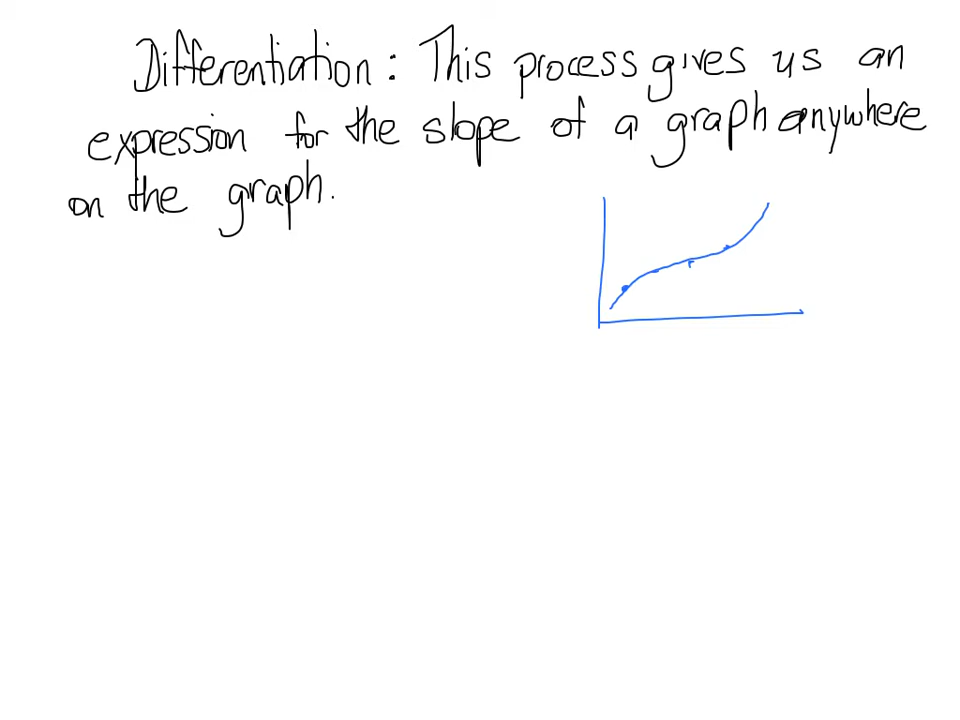 Differentiation: This process gives us an
expression for the slope of a graph anywhere
on the graph.